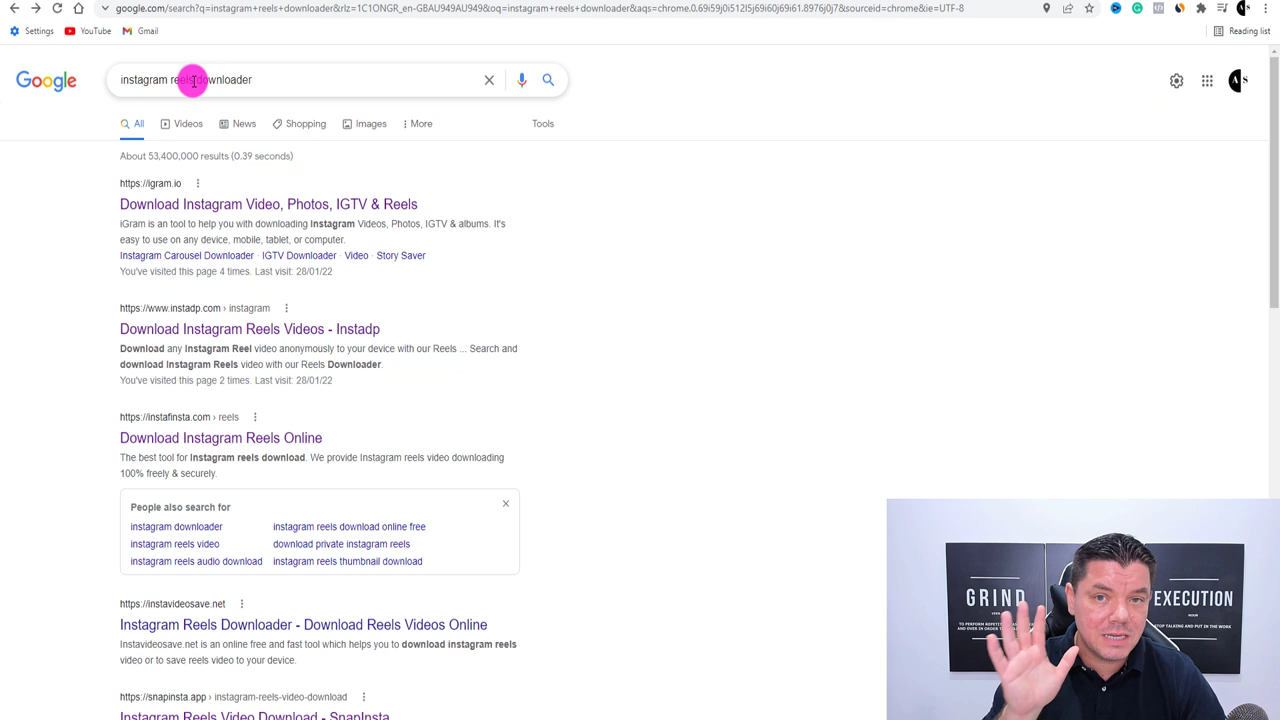 google.com/search?q=instagram+reels+downloader&rlz=1C1ONGR_en-GBAU949AU949&oq=instagram+reels+downloader&aqs=chrome.0.69i59j0i512l5j69i60j69i61.8976j0j7&sourceid=chrome&ie=UTF-8
Settings YouTube Gmail Reading list
Google instagram reels downloader AS
All Videos News Shopping Images More Tools
About 53,400,000 results (0.39 seconds)
https://igram.io
Download Instagram Video, Photos, IGTV & Reels
iGram is an tool to help you with downloading Instagram Videos, Photos, IGTV & albums. It's
easy to use on any device, mobile, tablet, or computer.
Instagram Carousel Downloader · IGTV Downloader · Video · Story Saver
You've visited this page 4 times. Last visit: 28/01/22
https://www.instadp.com › instagram
Download Instagram Reels Videos - Instadp
Download any Instagram Reel video anonymously to your device with our Reels ... Search and
download Instagram Reels video with our Reels Downloader.
You've visited this page 2 times. Last visit: 28/01/22
https://instafinsta.com › reels
Download Instagram Reels Online
The best tool for Instagram reels download. We provide Instagram reels video downloading
100% freely & securely.
People also search for
instagram downloader instagram reels download online free
instagram reels video download private instagram reels
instagram reels audio download instagram reels thumbnail download
https://instavideosave.net
Instagram Reels Downloader - Download Reels Videos Online
Instavideosave.net is an online free and fast tool which helps you to download instagram reels
video or to save reels video to your device.
https://snapinsta.app › instagram-reels-video-download
Instagram Reels Video Download - SnapInsta
GRIND
EXECUTION